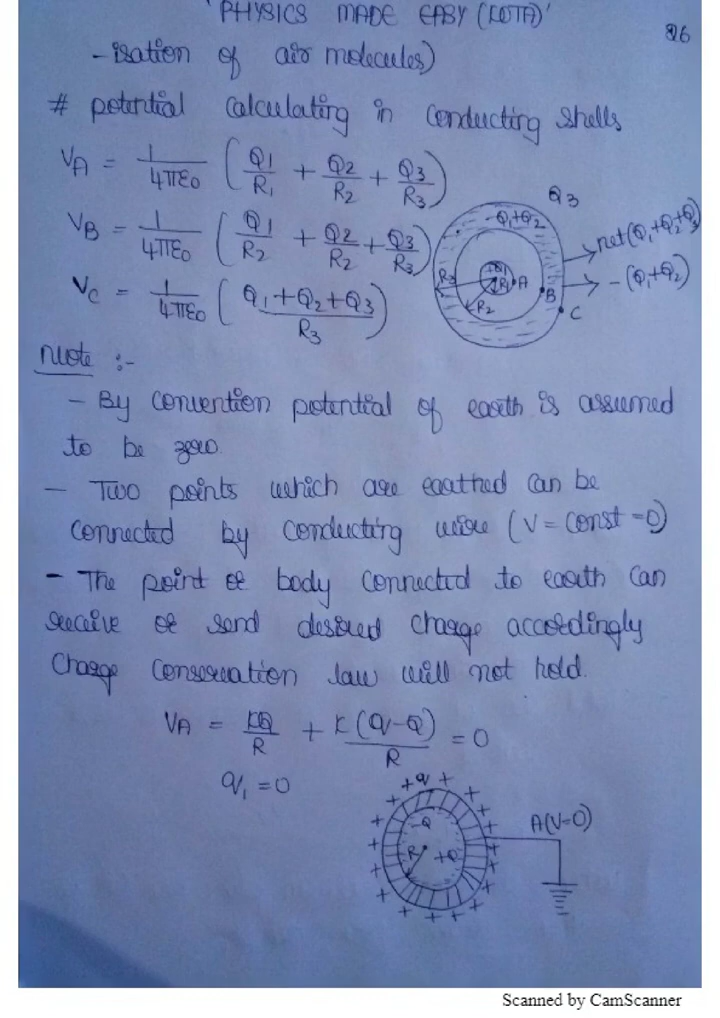 'PHYSICS MADE EASY (KOTA)'
26
-isation of air molecules)
# potential calculating in conducting shells
VA = 1/4πε0 (Q1/R1 + Q2/R2 + Q3/R3)
VB = 1/4πε0 (Q1/R2 + Q2/R2 + Q3/R3)
VC = 1/4πε0 (Q1+Q2+Q3/R3)
Q3
Q1+Q2
net(Q1+Q2+Q3)
-(Q1+Q2)
+Q1
R1
A
B
C
R3
R2
Note :-
- By convention potential of earth is assumed
to be zero.
- Two points which are earthed can be
connected by conducting wire (V = const = 0)
- The point or body connected to earth can
receive or send desired charge accordingly
Charge conservation law will not hold.
VA = KQ/R + K(q-Q)/R = 0
q1 = 0
+q +
-Q
R
+Q
A(V=0)
Scanned by CamScanner